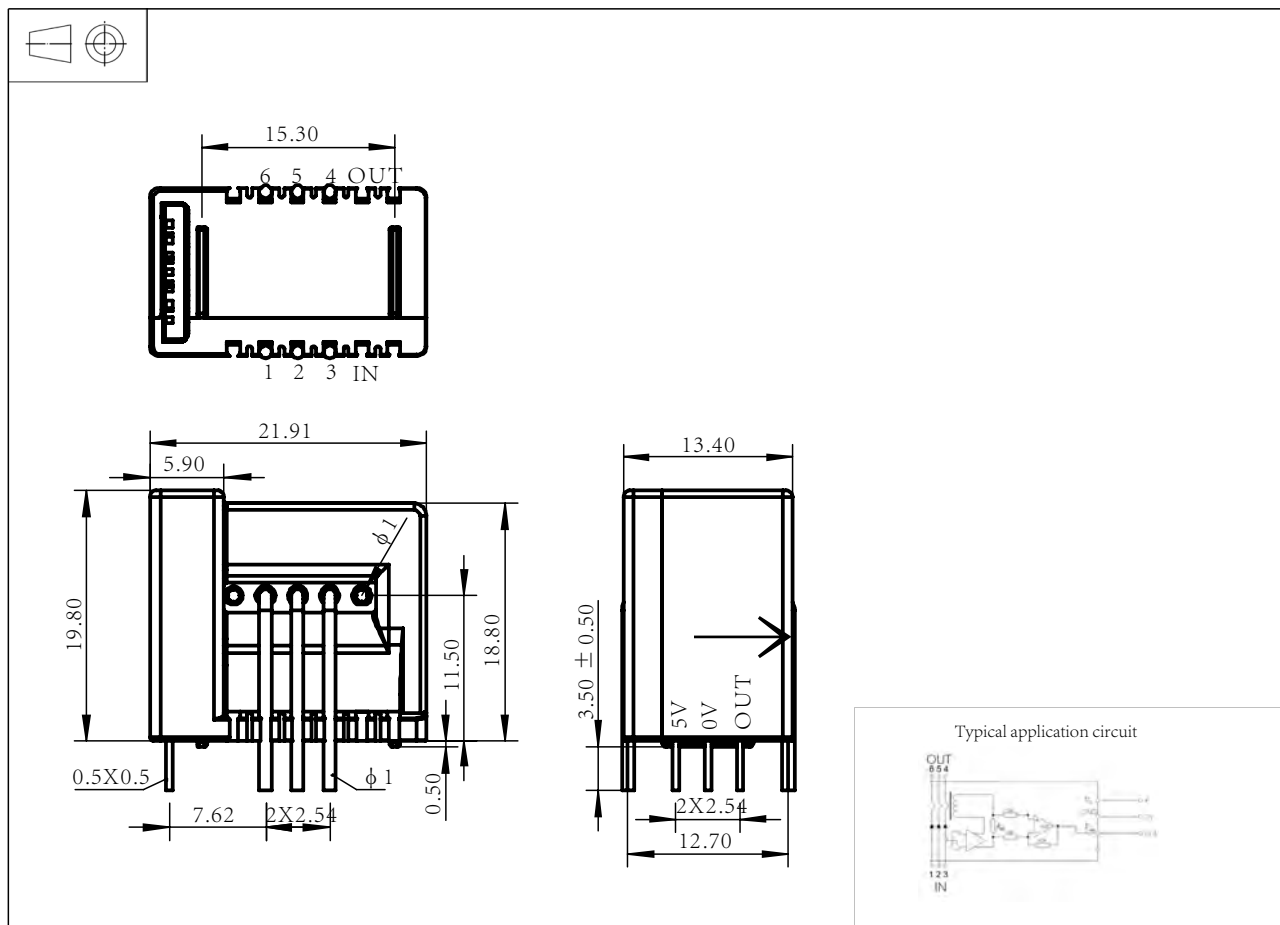 15.30
6 5 4 OUT
1 2 3 IN
21.91
5.90
ϕ1
19.80
11.50
18.80
0.5X0.5
ϕ1
0.50
7.62
2X2.54
13.40
3.50 ± 0.50
5V
0V
OUT
2X2.54
12.70
Typical application circuit
OUT
6 5 4
1 2 3
IN